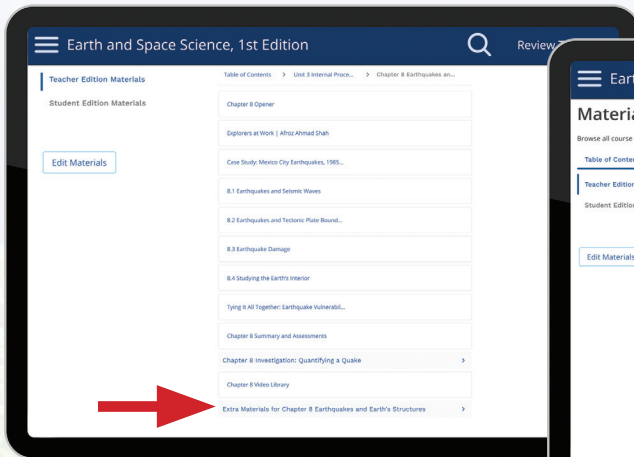 Earth and Space Science, 1st Edition
Review
Teacher Edition Materials
Student Edition Materials
Edit Materials
Table of Contents > Unit 3 Internal Proce... > Chapter 8 Earthquakes an...
Chapter 8 Opener
Explorers at Work | Afroz Ahmad Shah
Case Study: Mexico City Earthquakes, 1985...
8.1 Earthquakes and Seismic Waves
8.2 Earthquakes and Tectonic Plate Bound...
8.3 Earthquake Damage
8.4 Studying the Earth's Interior
Tying It All Together: Earthquake Vulnerabil...
Chapter 8 Summary and Assessments
Chapter 8 Investigation: Quantifying a Quake >
Chapter 8 Video Library
Extra Materials for Chapter 8 Earthquakes and Earth's Structures >
Eart
Materia
Browse all course
Table of Conte
Teacher Edition
Student Edition
Edit Materials